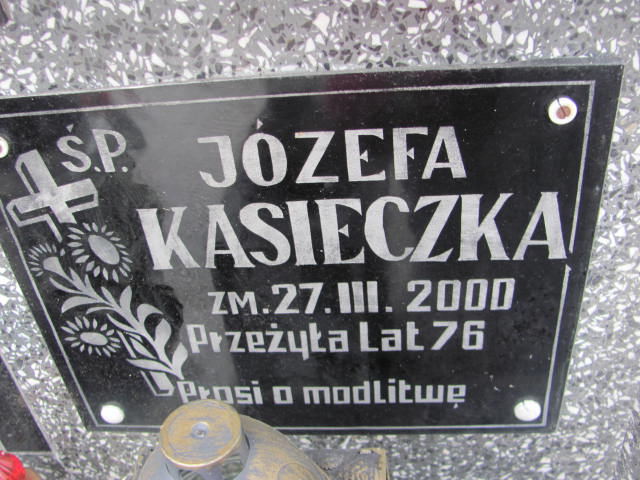 Ś.P. JÓZEFA
KASIECZKA
ZM. 27. III. 2000
Przeżyła Lat 76
Prosi o modlitwę